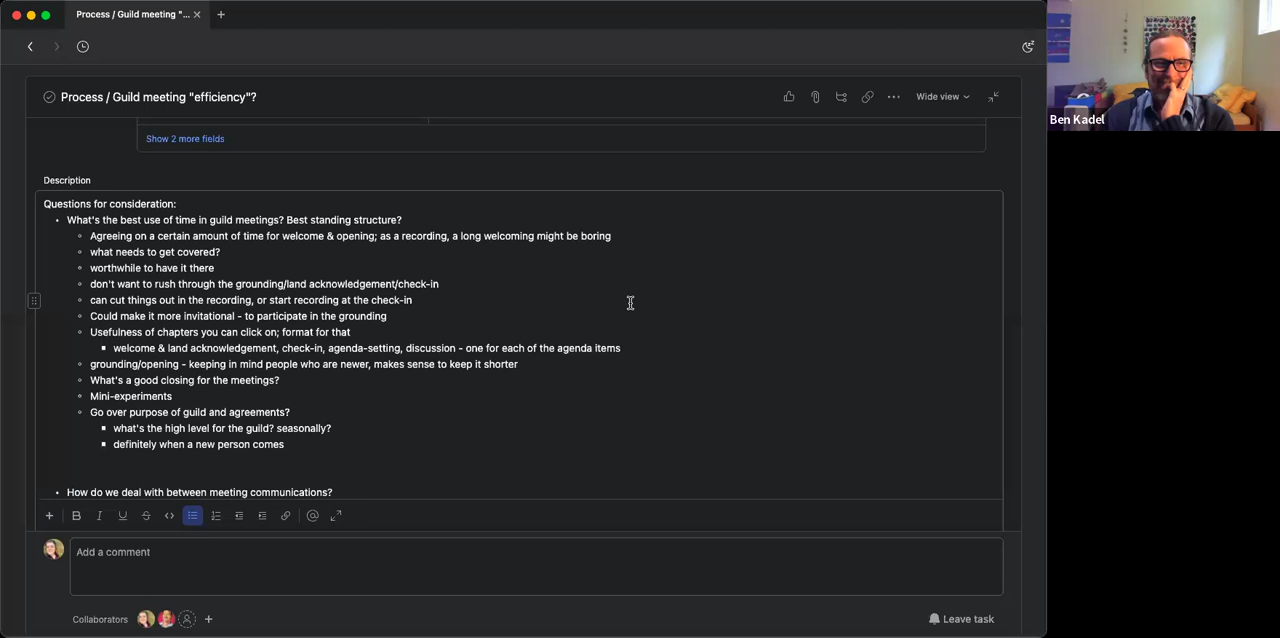 Process / Guild meeting "...
Process / Guild meeting "efficiency"?
Wide view
Ben Kadel
Show 2 more fields
Description
Questions for consideration:
What's the best use of time in guild meetings? Best standing structure?
Agreeing on a certain amount of time for welcome & opening; as a recording, a long welcoming might be boring
what needs to get covered?
worthwhile to have it there
don't want to rush through the grounding/land acknowledgement/check-in
can cut things out in the recording, or start recording at the check-in
Could make it more invitational - to participate in the grounding
Usefulness of chapters you can click on; format for that
welcome & land acknowledgement, check-in, agenda-setting, discussion - one for each of the agenda items
grounding/opening - keeping in mind people who are newer, makes sense to keep it shorter
What's a good closing for the meetings?
Mini-experiments
Go over purpose of guild and agreements?
what's the high level for the guild? seasonally?
definitely when a new person comes
How do we deal with between meeting communications?
Add a comment
Collaborators
Leave task